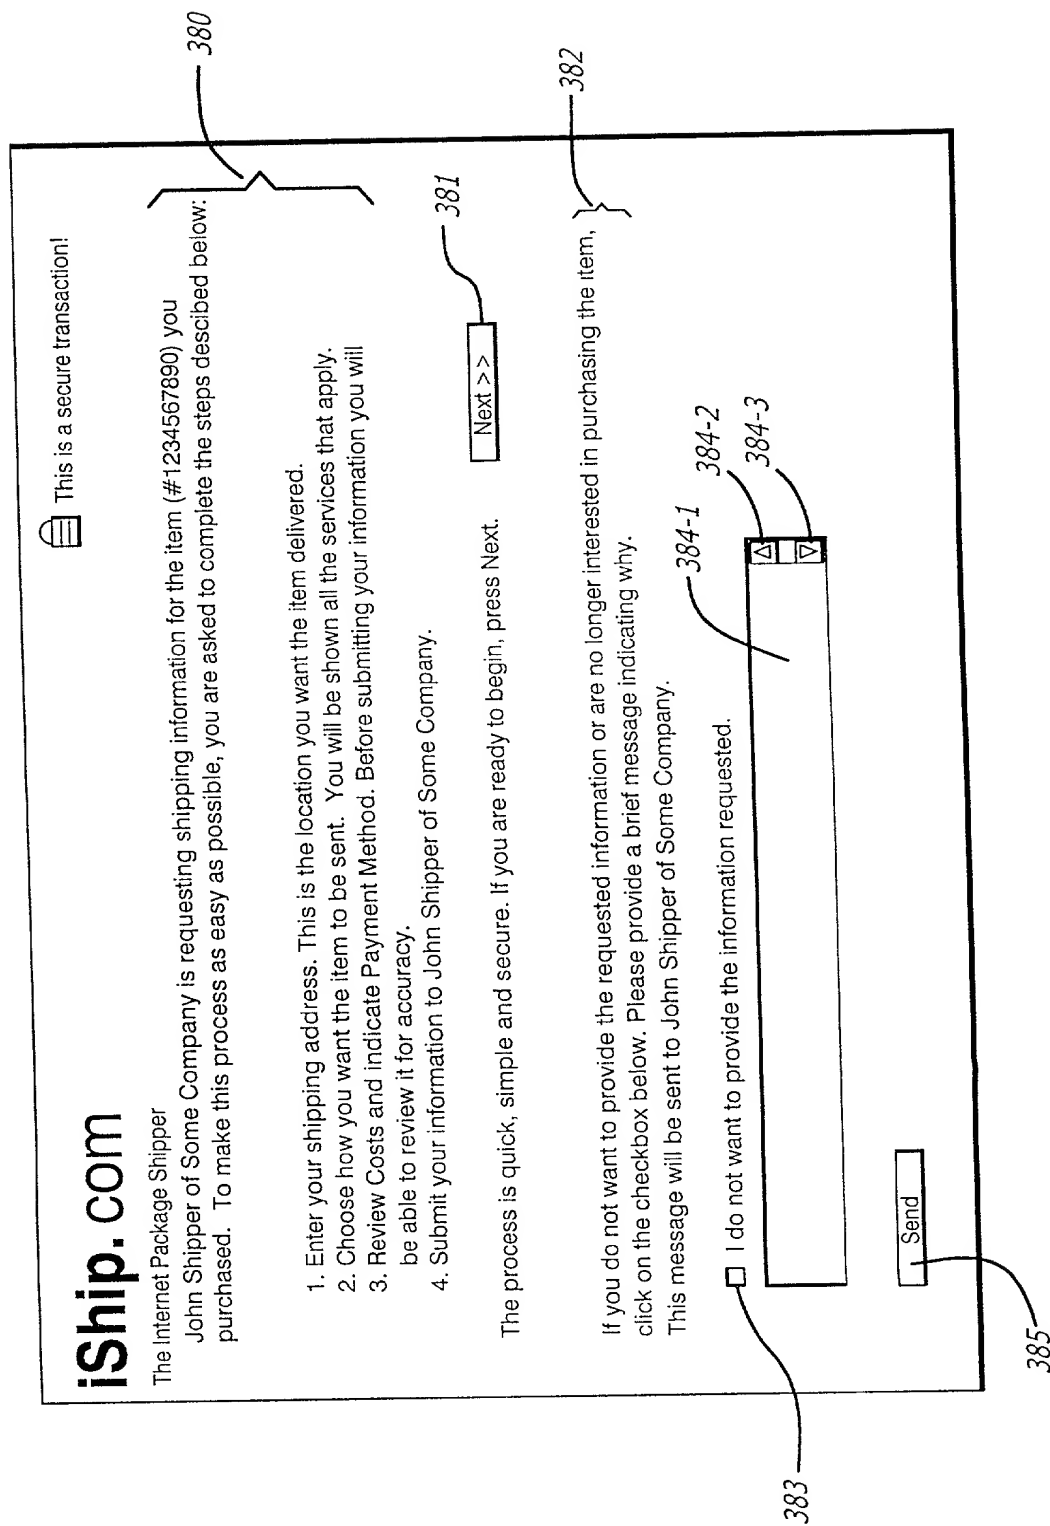 iShip.com
This is a secure transaction!
The Internet Package Shipper
John Shipper of Some Company is requesting shipping information for the item (#1234567890) you
purchased. To make this process as easy as possible, you are asked to complete the steps descibed below:
380
1. Enter your shipping address. This is the location you want the item delivered.
2. Choose how you want the item to be sent. You will be shown all the services that apply.
3. Review Costs and indicate Payment Method. Before submitting your information you will
be able to review it for accuracy.
4. Submit your information to John Shipper of Some Company.
381
The process is quick, simple and secure. If you are ready to begin, press Next.
Next >>
382
If you do not want to provide the requested information or are no longer interested in purchasing the item,
click on the checkbox below. Please provide a brief message indicating why.
This message will be sent to John Shipper of Some Company.
383
I do not want to provide the information requested.
384-1
384-2
384-3
Send
385